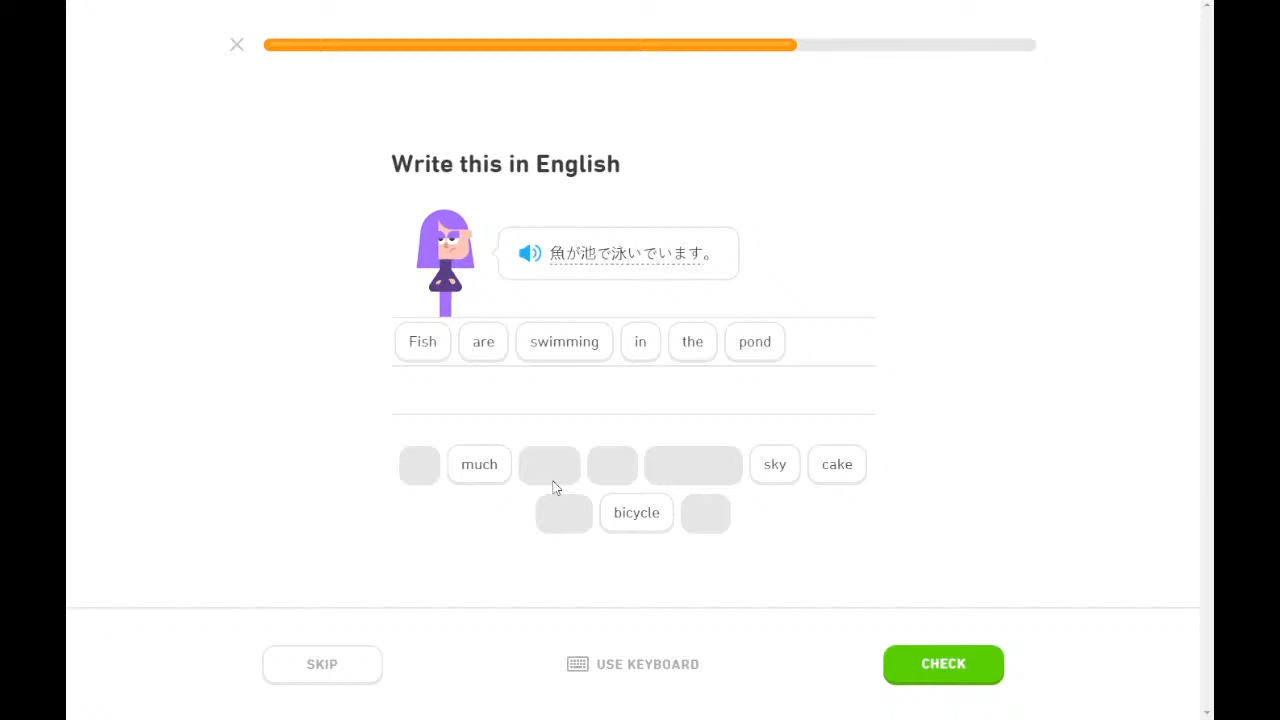 Write this in English
魚が池で泳いでいます。
Fish are swimming in the pond
much sky cake
bicycle
SKIP USE KEYBOARD CHECK